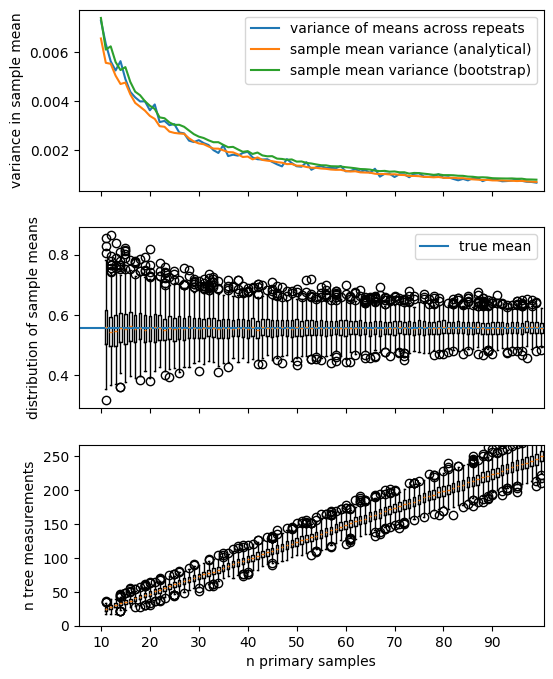 variance of means across repeats
sample mean variance (analytical)
sample mean variance (bootstrap)
variance in sample mean
0.006
0.004
0.002
true mean
distribution of sample means
0.8
0.6
0.4
n tree measurements
250
200
150
100
50
0
10 20 30 40 50 60 70 80 90
n primary samples